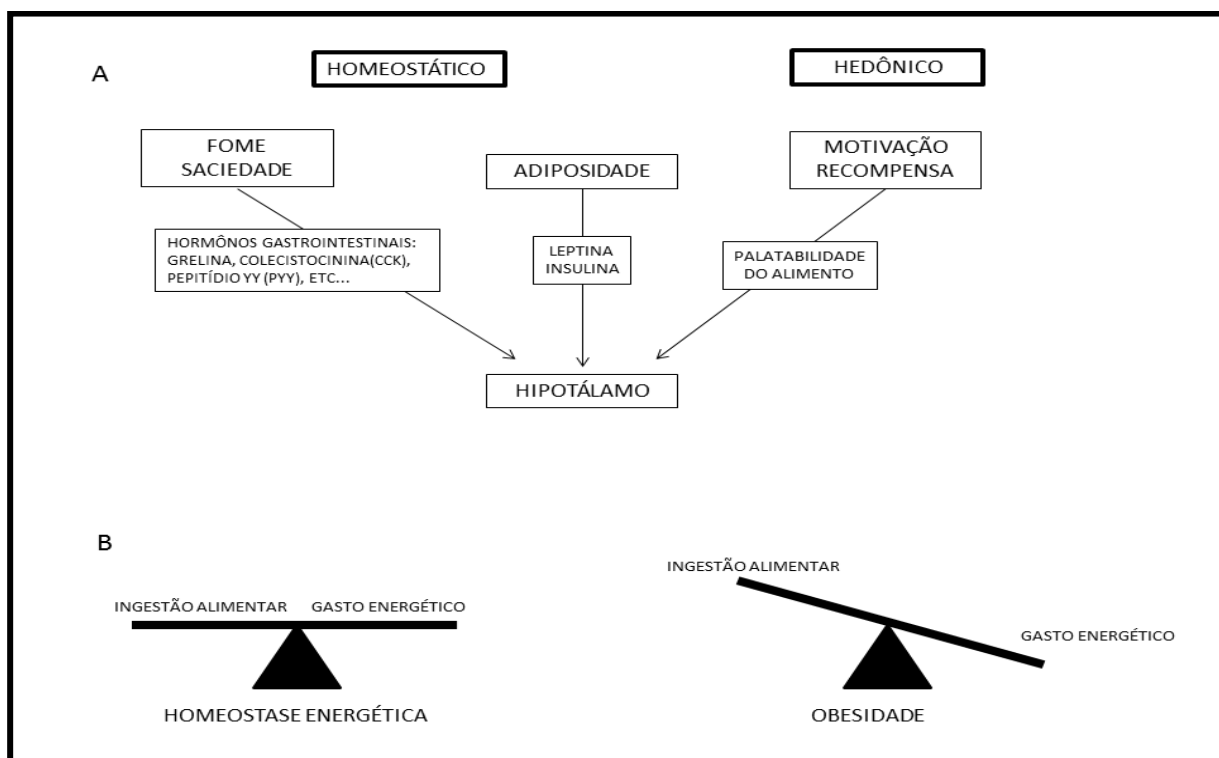 A
HOMEOSTÁTICO
HEDÔNICO
FOME
SACIEDADE
ADIPOSIDADE
MOTIVAÇÃO
RECOMPENSA
HORMÔNOS GASTROINTESTINAIS:
GRELINA, COLECISTOCININA(CCK),
PEPITÍDIO YY (PYY), ETC...
LEPTINA
INSULINA
PALATABILIDADE
DO ALIMENTO
HIPOTÁLAMO
B
INGESTÃO ALIMENTAR
GASTO ENERGÉTICO
HOMEOSTASE ENERGÉTICA
INGESTÃO ALIMENTAR
GASTO ENERGÉTICO
OBESIDADE